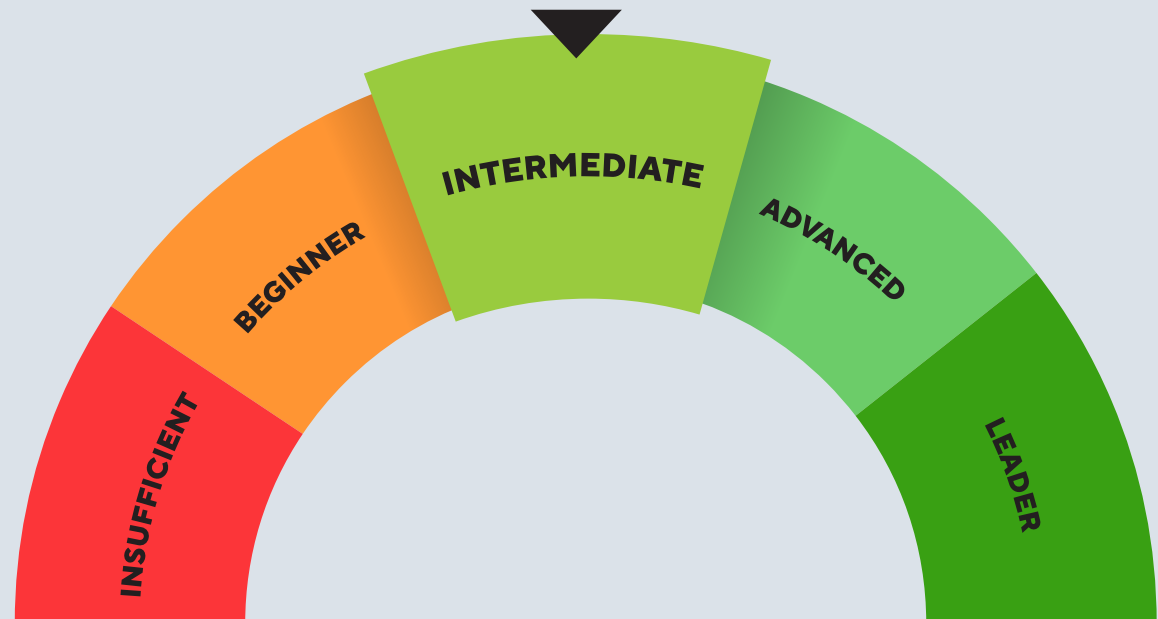 INSUFFICIENT
BEGINNER
INTERMEDIATE
ADVANCED
LEADER